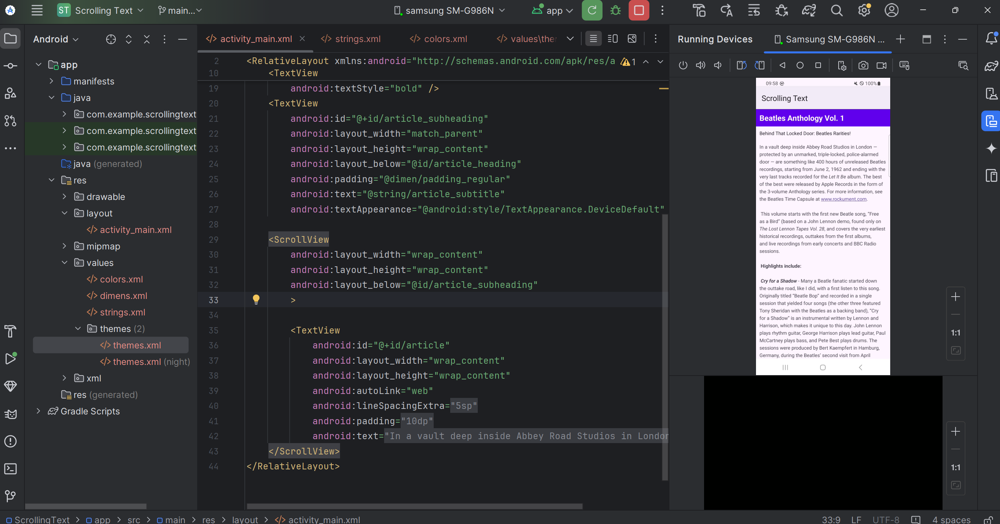 ST Scrolling Text main... samsung SM-G986N app
Android
app
manifests
java
com.example.scrollingtext
com.example.scrollingtext
com.example.scrollingtext
java (generated)
res
drawable
layout
activity_main.xml
mipmap
values
colors.xml
dimens.xml
strings.xml
themes (2)
themes.xml
themes.xml (night)
xml
res (generated)
Gradle Scripts
activity_main.xml strings.xml colors.xml values\the
2 <RelativeLayout xmlns:android="http://schemas.android.com/apk/res/a 1
10 <TextView
19 android:textStyle="bold" />
20 <TextView
21 android:id="@+id/article_subheading"
22 android:layout_width="match_parent"
23 android:layout_height="wrap_content"
24 android:layout_below="@id/article_heading"
25 android:padding="@dimen/padding_regular"
26 android:text="@string/article_subtitle"
27 android:textAppearance="@android:style/TextAppearance.DeviceDefault"
28
29 <ScrollView
30 android:layout_width="wrap_content"
31 android:layout_height="wrap_content"
32 android:layout_below="@id/article_subheading"
33 >
34
35 <TextView
36 android:id="@+id/article"
37 android:layout_width="wrap_content"
38 android:layout_height="wrap_content"
39 android:autoLink="web"
40 android:lineSpacingExtra="5sp"
41 android:padding="10dp"
42 android:text="In a vault deep inside Abbey Road Studios in London
43 </ScrollView>
44 </RelativeLayout>
Running Devices Samsung SM-G986N ...
09:58 100%
Scrolling Text
Beatles Anthology Vol. 1
Behind That Locked Door: Beatles Rarities!
In a vault deep inside Abbey Road Studios in London —
protected by an unmarked, triple-locked, police-alarmed
door — are something like 400 hours of unreleased Beatles
recordings, starting from June 2, 1962 and ending with the
very last tracks recorded for the Let It Be album. The best
of the best were released by Apple Records in the form of
the 3-volume Anthology series. For more information, see
the Beatles Time Capsule at www.rockument.com.
This volume starts with the first new Beatle song, “Free
as a Bird” (based on a John Lennon demo, found only on
The Lost Lennon Tapes Vol. 28, and covers the very earliest
historical recordings, outtakes from the first albums,
and live recordings from early concerts and BBC Radio
sessions.
Highlights include:
Cry for a Shadow - Many a Beatle fanatic started down
the outtake road, like I did, with a first listen to this song.
Originally titled “Beatle Bop” and recorded in a single
session that yielded four songs (the other three featured
Tony Sheridan with the Beatles as a backing band), “Cry
for a Shadow” is an instrumental written by Lennon and
Harrison, which makes it unique to this day. John Lennon
plays rhythm guitar, George Harrison plays lead guitar, Paul
McCartney plays bass, and Pete Best plays drums. The
sessions were produced by Bert Kaempfert in Hamburg,
Germany, during the Beatles’ second visit from April
1:1
1:1
ScrollingText > app > src > main > res > layout > activity_main.xml 33:9 LF UTF-8 4 spaces